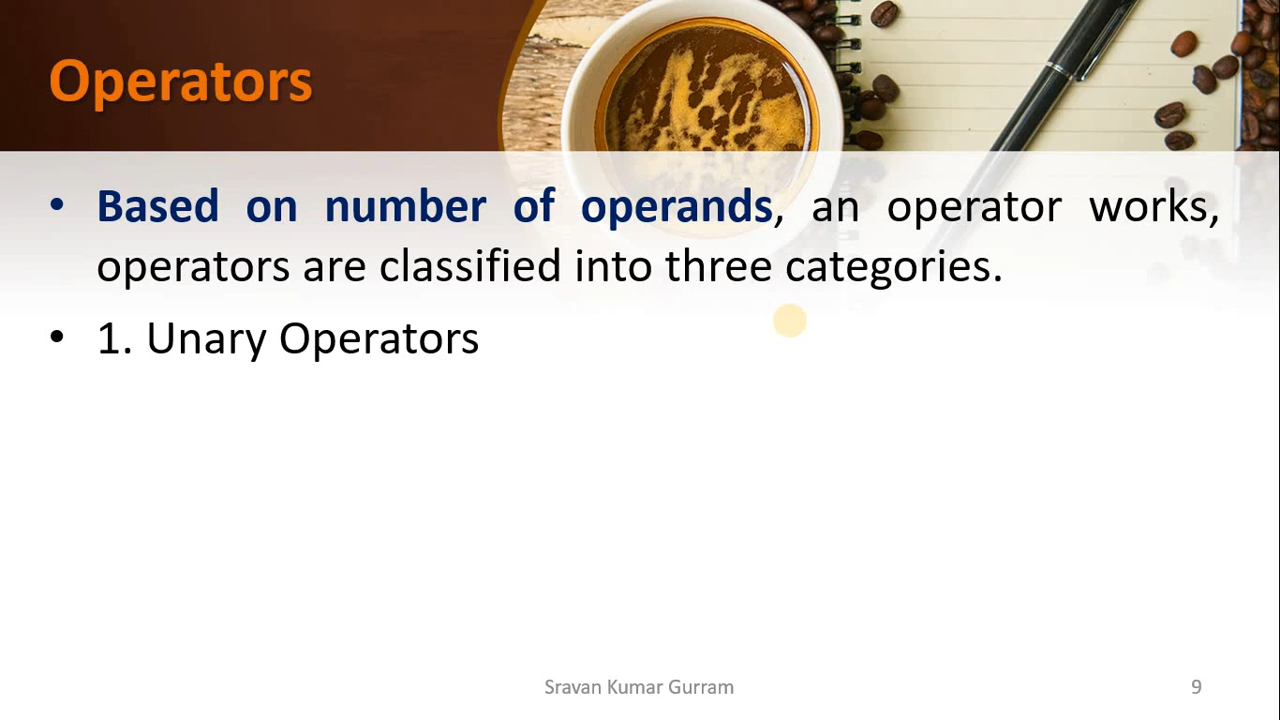 Operators
• Based on number of operands, an operator works,
operators are classified into three categories.
• 1. Unary Operators
Sravan Kumar Gurram
9